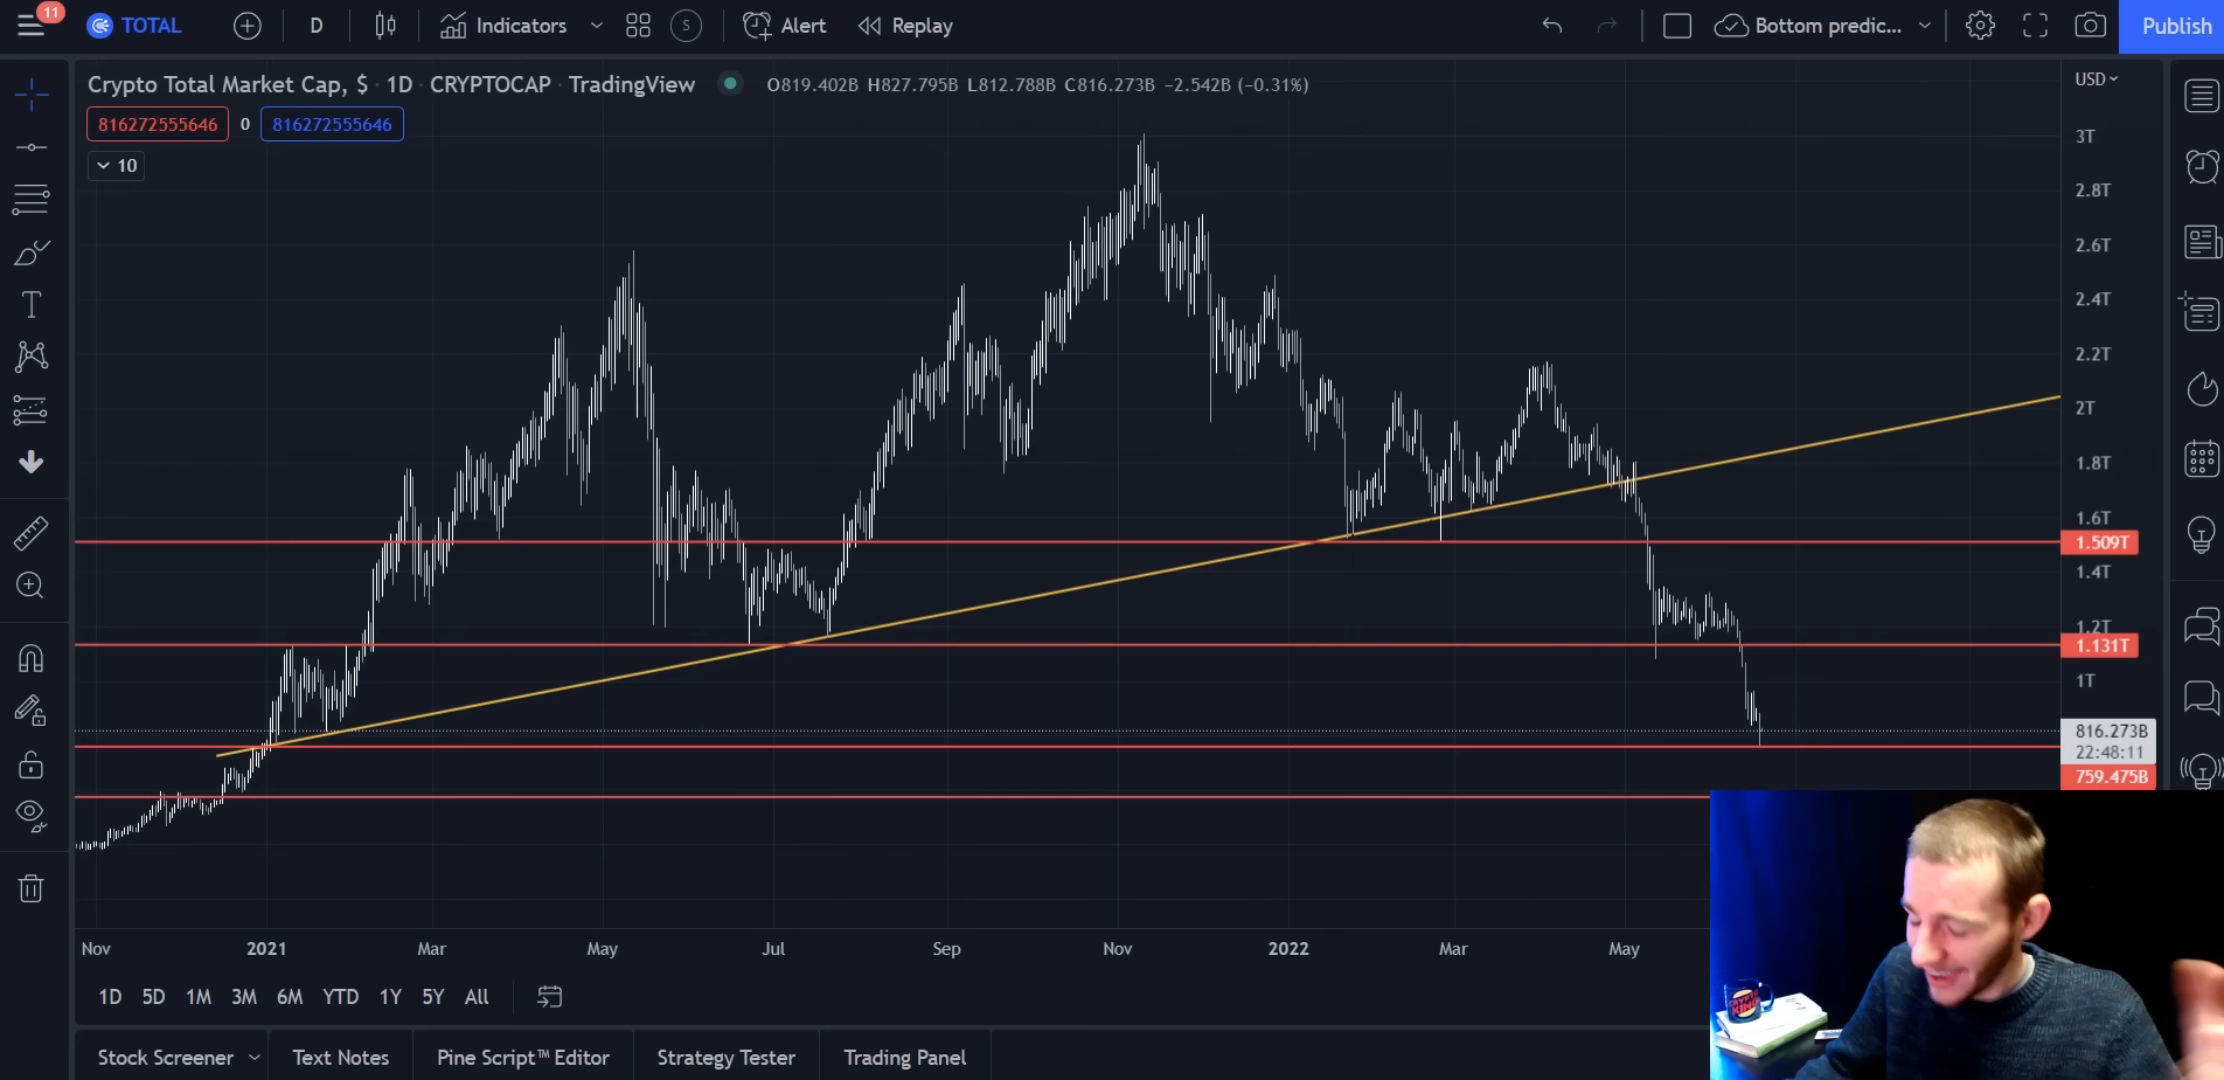 11
TOTAL D Indicators S Alert Replay Bottom predic... Publish
Crypto Total Market Cap, $ · 1D · CRYPTOCAP · TradingView O819.402B H827.795B L812.788B C816.273B −2.542B (−0.31%)
816272555646 0 816272555646
10
USD
3T
2.8T
2.6T
2.4T
2.2T
2T
1.8T
1.6T
1.509T
1.4T
1.2T
1.131T
1T
816.273B
22:48:11
759.475B
Nov 2021 Mar May Jul Sep Nov 2022 Mar May
1D 5D 1M 3M 6M YTD 1Y 5Y All
CRYPTO
KING
Stock Screener Text Notes Pine Script™ Editor Strategy Tester Trading Panel